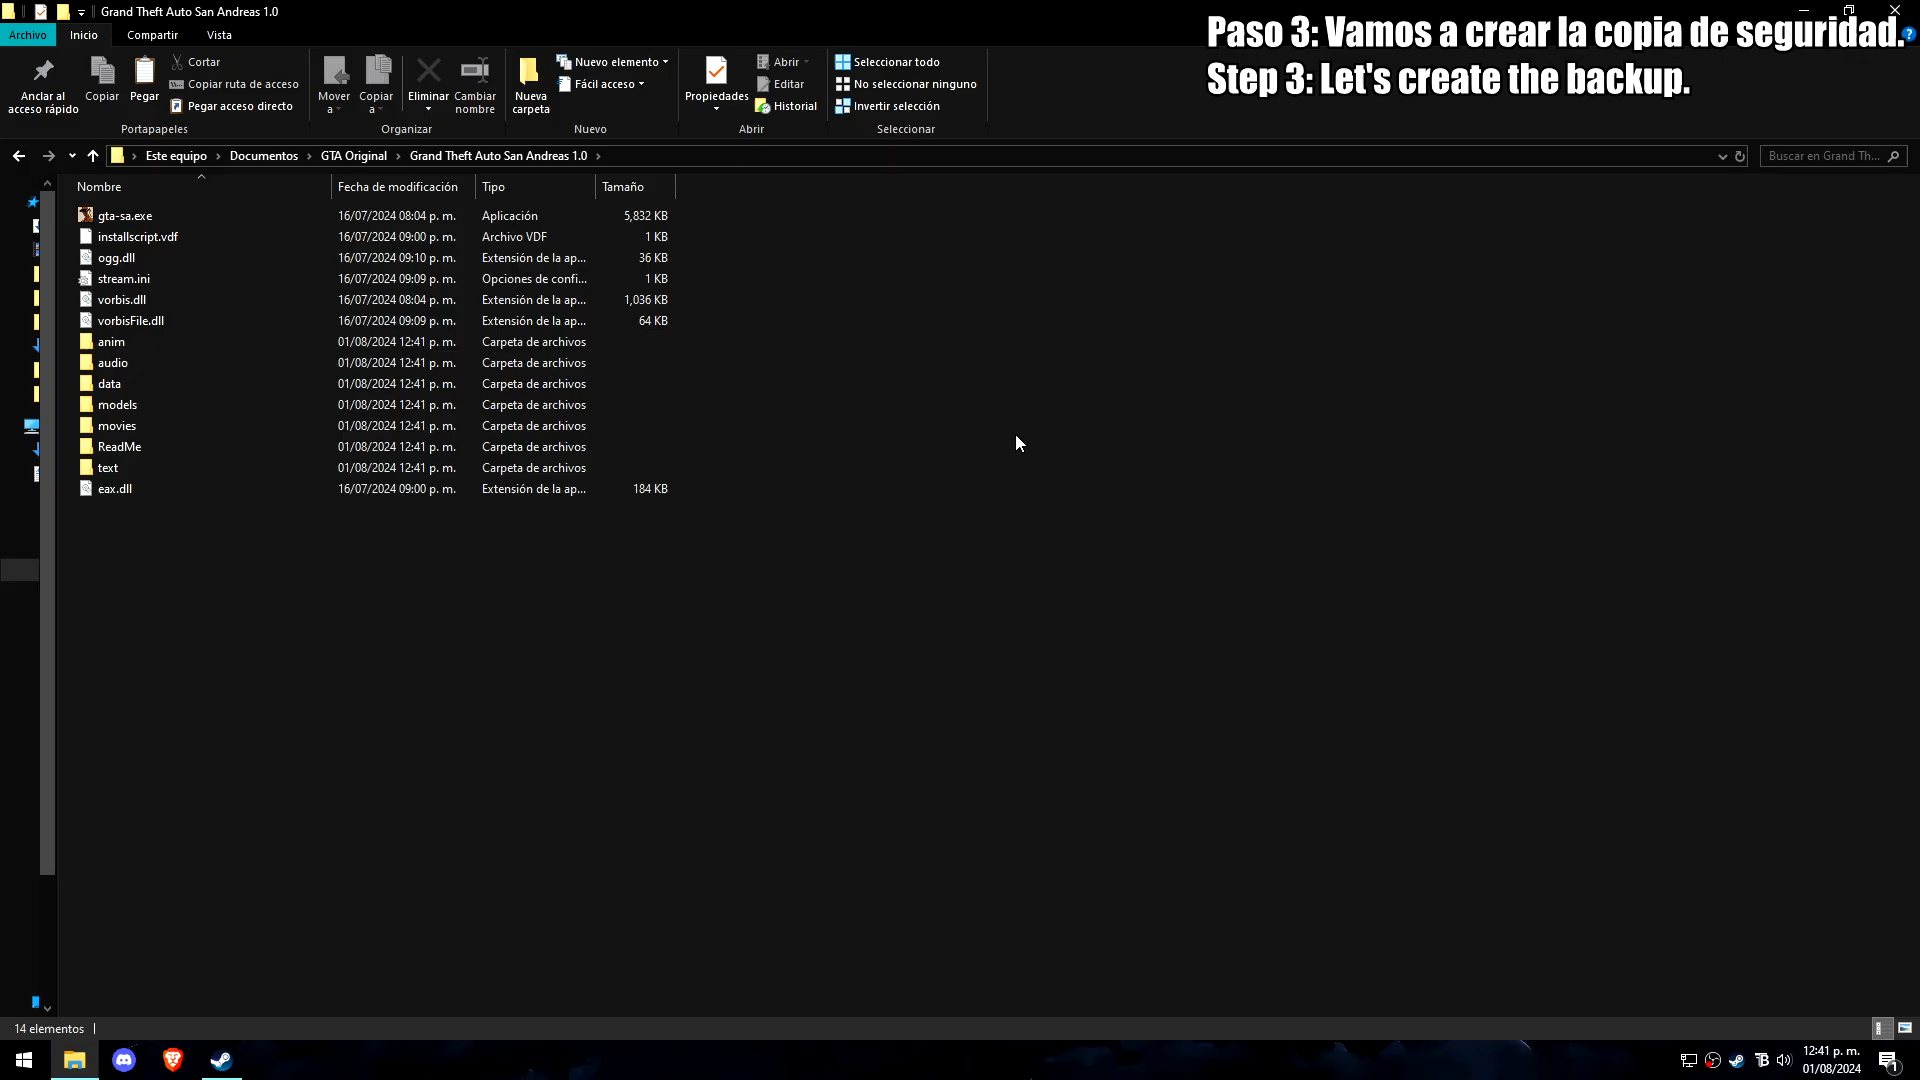 Grand Theft Auto San Andreas 1.0
Paso 3: Vamos a crear la copia de seguridad.
Step 3: Let's create the backup.
Archivo Inicio Compartir Vista
Anclar al acceso rápido
Copiar
Pegar
Cortar
Copiar ruta de acceso
Pegar acceso directo
Portapapeles
Mover a
Copiar a
Eliminar
Cambiar nombre
Organizar
Nueva carpeta
Nuevo elemento
Fácil acceso
Nuevo
Propiedades
Abrir
Editar
Historial
Abrir
Seleccionar todo
No seleccionar ninguno
Invertir selección
Seleccionar
Este equipo > Documentos > GTA Original > Grand Theft Auto San Andreas 1.0 >
Buscar en Grand Th...
Nombre Fecha de modificación Tipo Tamaño
gta-sa.exe 16/07/2024 08:04 p. m. Aplicación 5,832 KB
installscript.vdf 16/07/2024 09:00 p. m. Archivo VDF 1 KB
ogg.dll 16/07/2024 09:10 p. m. Extensión de la ap... 36 KB
stream.ini 16/07/2024 09:09 p. m. Opciones de confi... 1 KB
vorbis.dll 16/07/2024 08:04 p. m. Extensión de la ap... 1,036 KB
vorbisFile.dll 16/07/2024 09:09 p. m. Extensión de la ap... 64 KB
anim 01/08/2024 12:41 p. m. Carpeta de archivos
audio 01/08/2024 12:41 p. m. Carpeta de archivos
data 01/08/2024 12:41 p. m. Carpeta de archivos
models 01/08/2024 12:41 p. m. Carpeta de archivos
movies 01/08/2024 12:41 p. m. Carpeta de archivos
ReadMe 01/08/2024 12:41 p. m. Carpeta de archivos
text 01/08/2024 12:41 p. m. Carpeta de archivos
eax.dll 16/07/2024 09:00 p. m. Extensión de la ap... 184 KB
14 elementos
12:41 p. m.
01/08/2024
1